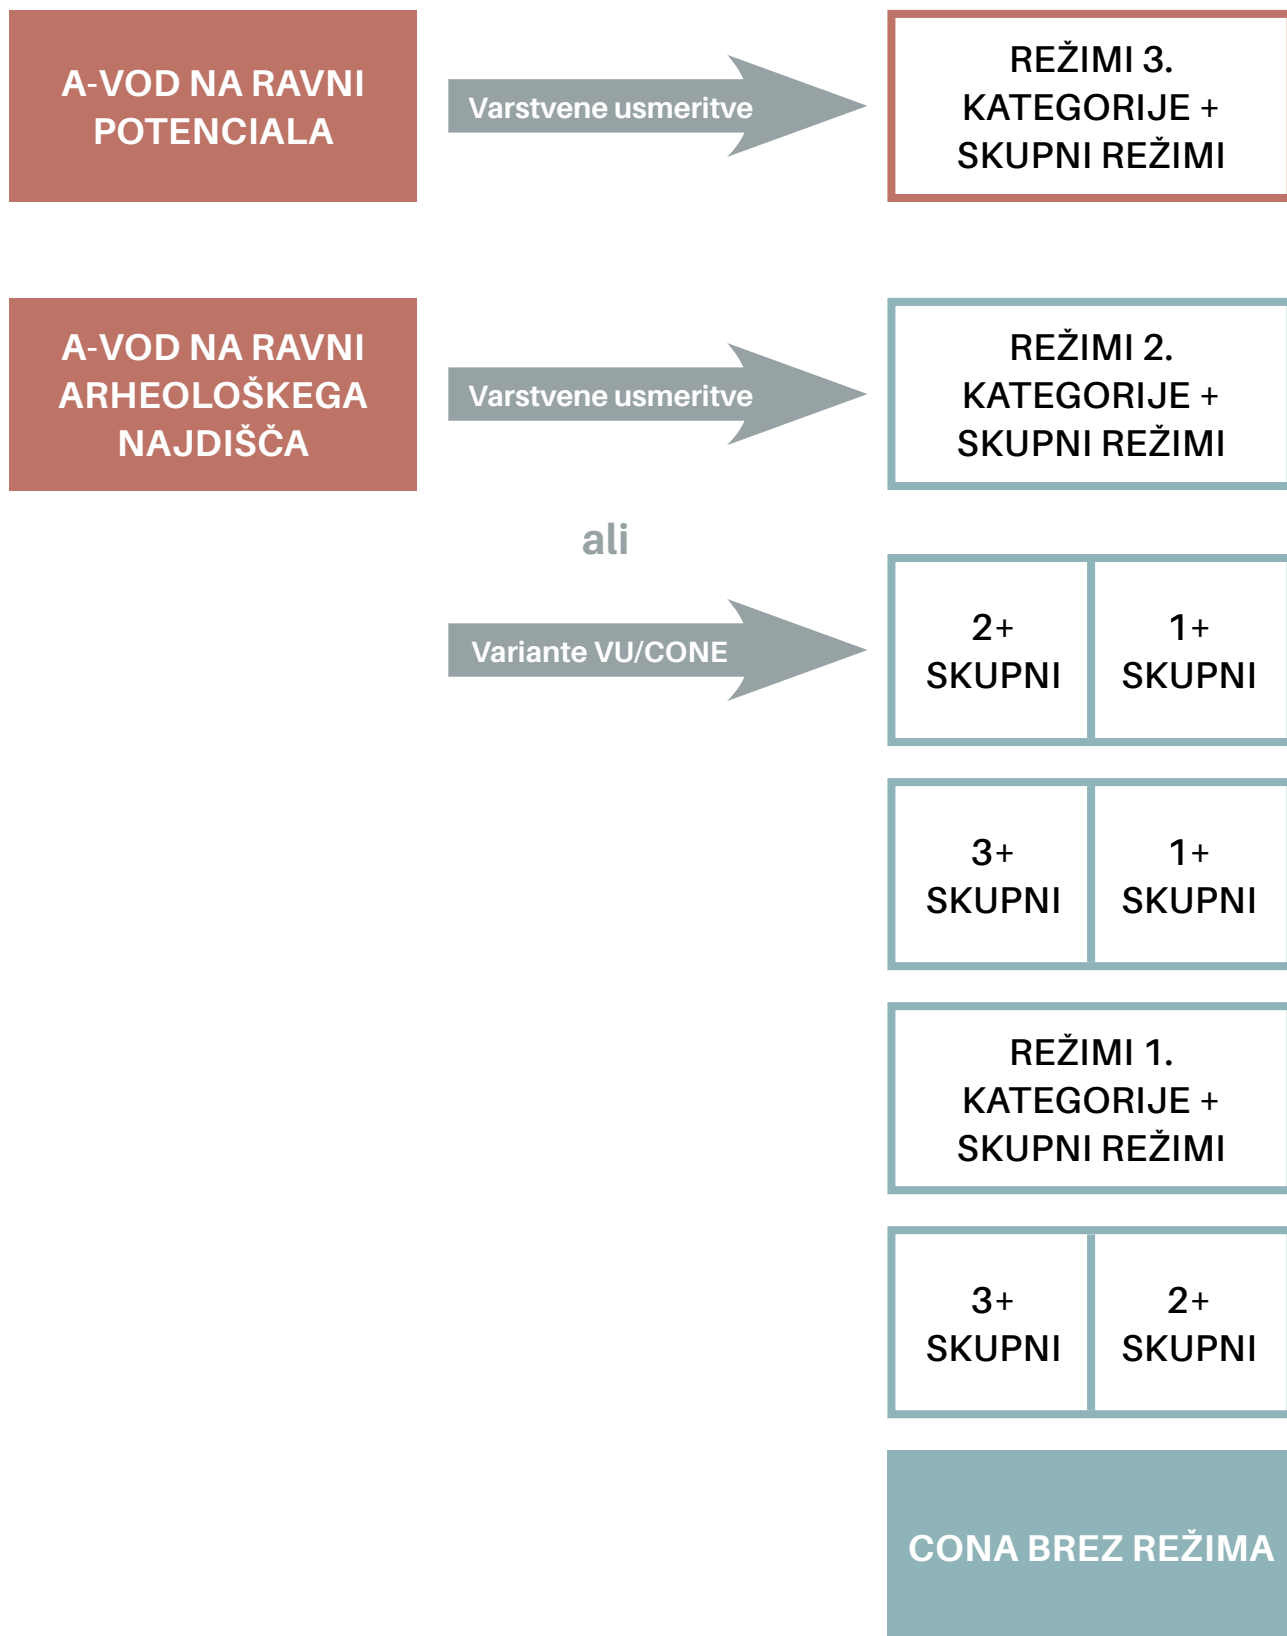 A-VOD NA RAVNI
POTENCIALA
Varstvene usmeritve
REŽIMI 3.
KATEGORIJE +
SKUPNI REŽIMI
A-VOD NA RAVNI
ARHEOLOŠKEGA
NAJDIŠČA
Varstvene usmeritve
REŽIMI 2.
KATEGORIJE +
SKUPNI REŽIMI
ali
Variante VU/CONE
2+
SKUPNI
1+
SKUPNI
3+
SKUPNI
1+
SKUPNI
REŽIMI 1.
KATEGORIJE +
SKUPNI REŽIMI
3+
SKUPNI
2+
SKUPNI
CONA BREZ REŽIMA